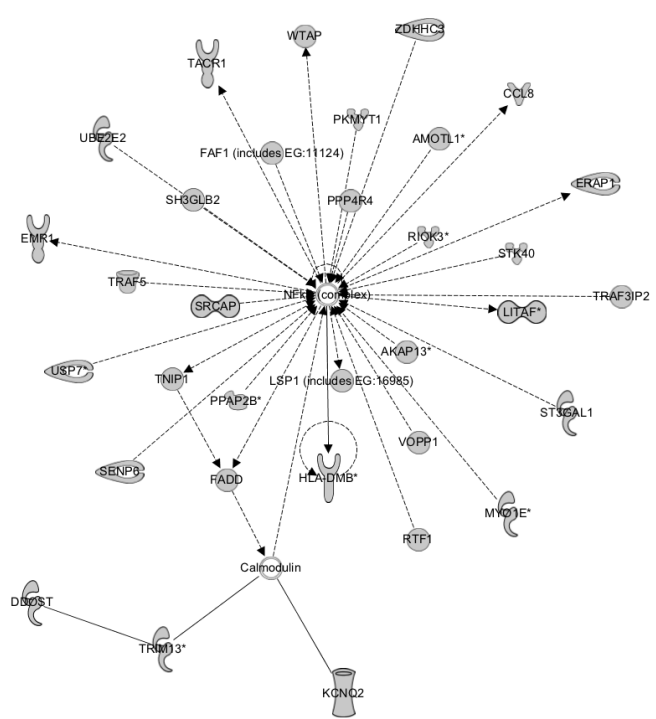 WTAP
ZDHHC3
TACR1
CCL8
PKMYT1
UBE2E2
FAF1 (includes EG:11124)
AMOTL1*
ERAP1
SH3GLB2
PPP4R4
EMR1
RIOK3*
STK40
TRAF5
NFkB (complex)
TRAF3IP2
SRCAP
LITAF*
AKAP13*
USP7*
TNIP1
LSP1 (includes EG:16985)
PPAP2B*
ST3GAL1
VOPP1
SENP6
FADD
HLA-DMB*
MYO1E*
RTF1
Calmodulin
DDOST
TRIM13*
KCNQ2